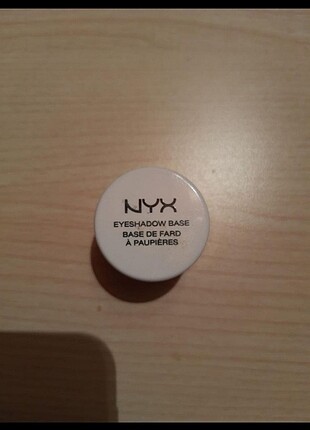 NYX
EYESHADOW BASE
BASE DE FARD
À PAUPIÈRES